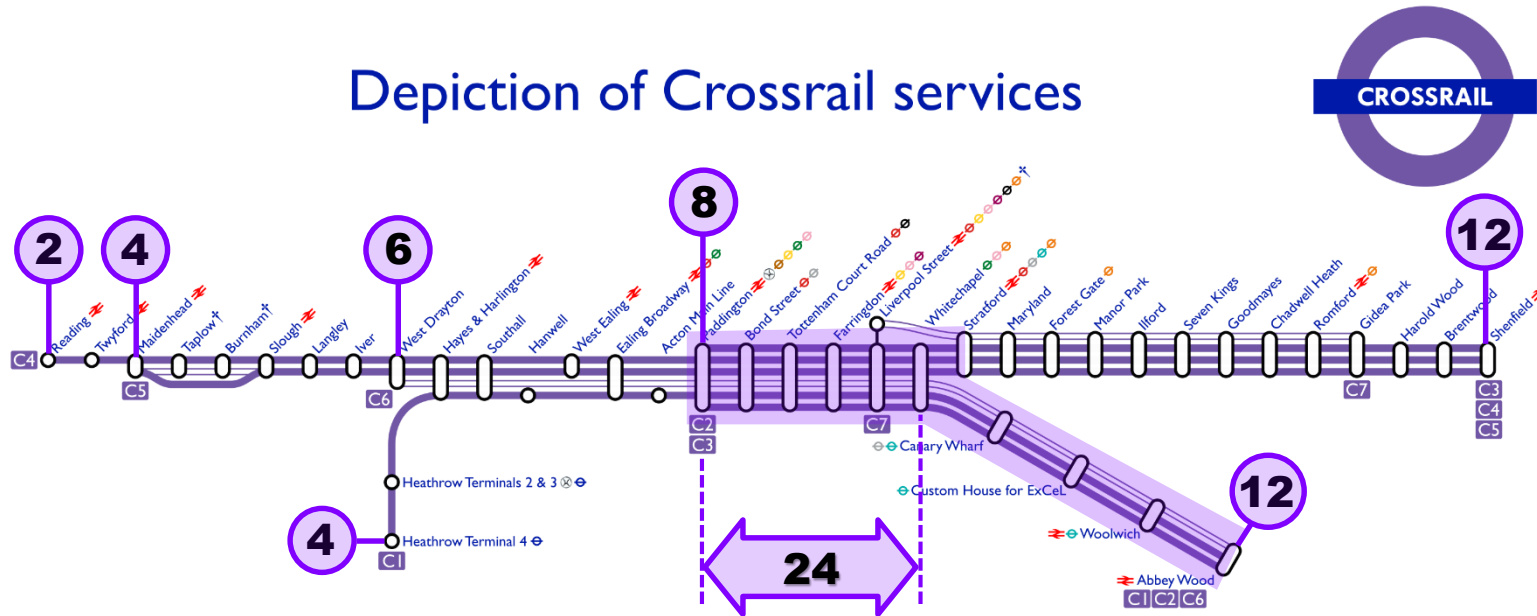 Depiction of Crossrail services
CROSSRAIL
2
4
6
8
12
Reading
Twyford
Maidenhead
Taplow†
Burnham†
Slough
Langley
Iver
West Drayton
Hayes & Harlington
Southall
Hanwell
West Ealing
Ealing Broadway
Acton Main Line
Paddington
Bond Street
Tottenham Court Road
Farringdon
Liverpool Street †
Whitechapel
Stratford
Maryland
Forest Gate
Manor Park
Ilford
Seven Kings
Goodmayes
Chadwell Heath
Romford
Gidea Park
Harold Wood
Brentwood
Shenfield
C4
C5
C6
C2
C3
C7
C7
C3
C4
C5
Canary Wharf
Heathrow Terminals 2 & 3
Custom House for ExCeL
12
4
Heathrow Terminal 4
C1
24
Woolwich
Abbey Wood
C1 C2 C6